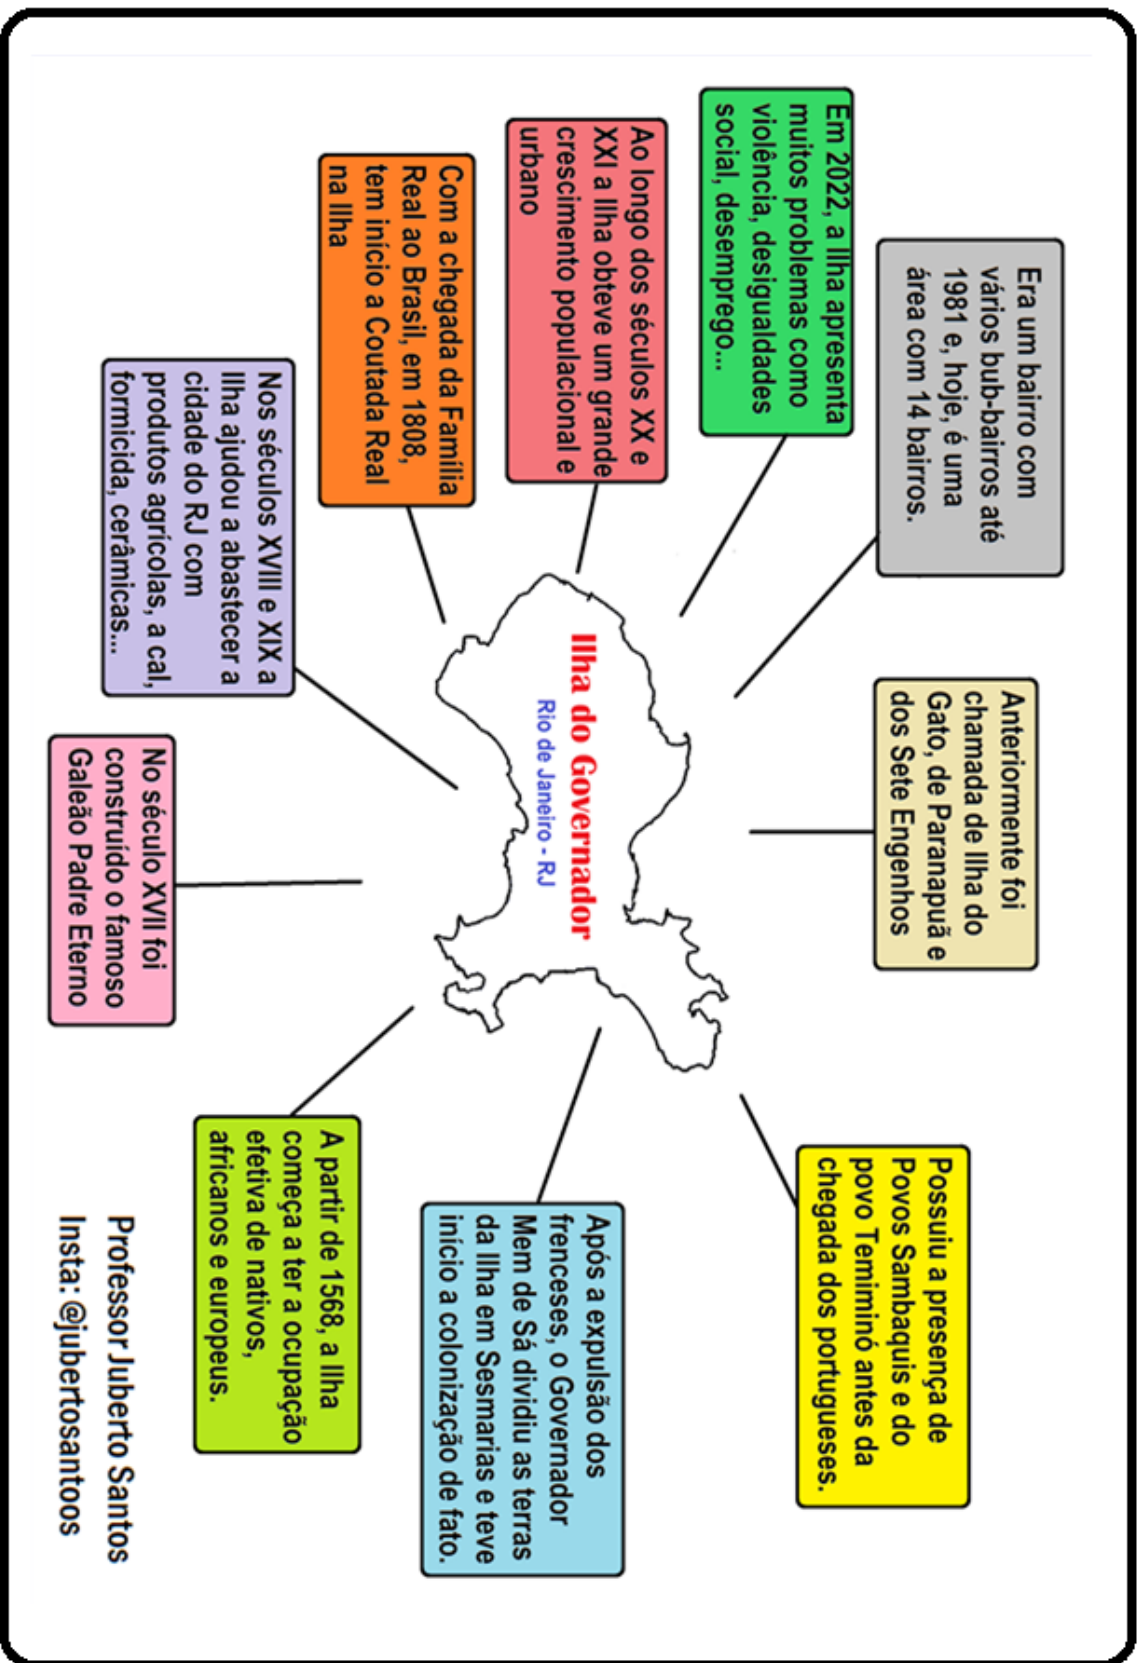 Era um bairro com
vários bub-bairros até
1981 e, hoje, é uma
área com 14 bairros.
Anteriormente foi
chamada de Ilha do
Gato, de Paranapuã e
dos Sete Engenhos
Possuiu a presença de
Povos Sambaquis e do
povo Temiminó antes da
chegada dos portugueses.
Em 2022, a Ilha apresenta
muitos problemas como
violência, desigualdades
social, desemprego...
Ao longo dos séculos XX e
XXI a Ilha obteve um grande
crescimento populacional e
urbano
Ilha do Governador
Rio de Janeiro - RJ
Após a expulsão dos
frenceses, o Governador
Mem de Sá dividiu as terras
da Ilha em Sesmarias e teve
início a colonização de fato.
Com a chegada da Família
Real ao Brasil, em 1808,
tem início a Coutada Real
na Ilha
Nos séculos XVIII e XIX a
Ilha ajudou a abastecer a
cidade do RJ com
produtos agrícolas, a cal,
formicida, cerâmicas...
No século XVII foi
construído o famoso
Galeão Padre Eterno
A partir de 1568, a Ilha
começa a ter a ocupação
efetiva de nativos,
africanos e europeus.
Professor Juberto Santos
Insta: @jubertosantoos